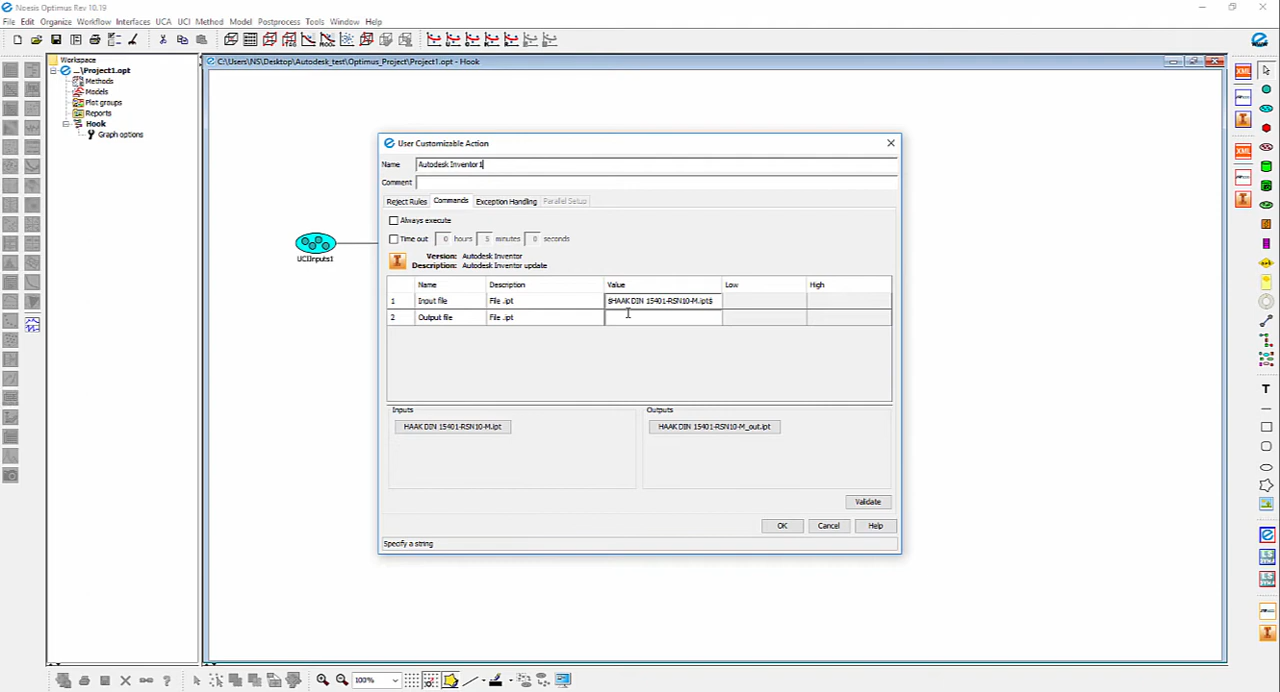 Noesis Optimus Rev 10.19
File Edit Organize Workflow Interfaces UCA UCI Method Model Postprocess Tools Window Help
Workspace
...\Project1.opt
Methods
Models
Plot groups
Reports
Hook
Graph options
C:\Users\NS\Desktop\Autodesk_test\Optimus_Project\Project1.opt - Hook
UCIInputs1
User Customizable Action
Name Autodesk Inventor1
Comment
Reject Rules Commands Exception Handling Parallel Setup
Always execute
Time out 0 hours 5 minutes 0 seconds
Version: Autodesk Inventor
Description: Autodesk Inventor update
Name Description Value Low High
1 Input file File .ipt $HAAK DIN 15401-RSN10-M.ipt$
2 Output file File .ipt
Inputs Outputs
HAAK DIN 15401-RSN10-M.ipt HAAK DIN 15401-RSN10-M_out.ipt
Validate
OK Cancel Help
Specify a string
100%